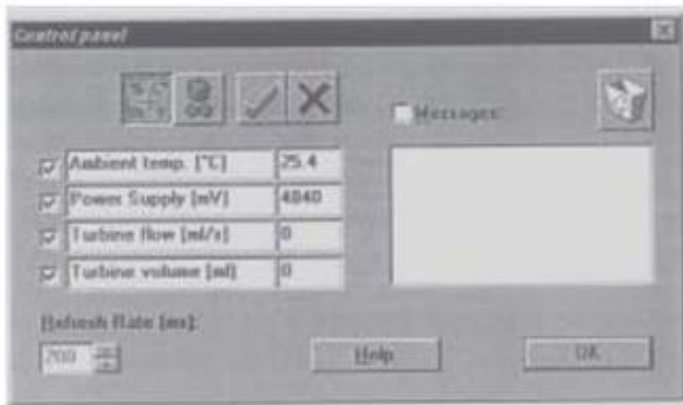 Control panel
Messages:
Ambient temp. [°C] 25.4
Power Supply [mV] 4840
Turbine flow [ml/s] 0
Turbine volume [ml] 0
Refresh Rate [ms]:
200
Help OK